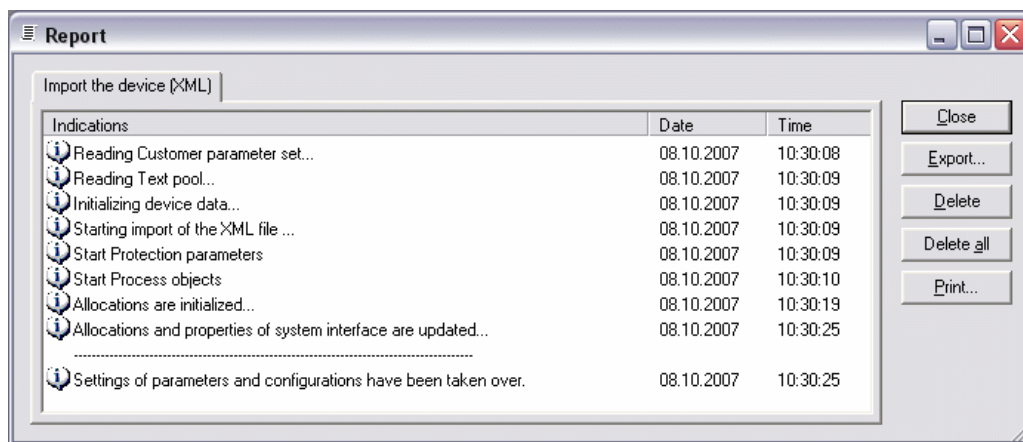 Report
Import the device (XML)
Indications Date Time
Reading Customer parameter set... 08.10.2007 10:30:08
Reading Text pool... 08.10.2007 10:30:09
Initializing device data... 08.10.2007 10:30:09
Starting import of the XML file ... 08.10.2007 10:30:09
Start Protection parameters 08.10.2007 10:30:09
Start Process objects 08.10.2007 10:30:10
Allocations are initialized... 08.10.2007 10:30:19
Allocations and properties of system interface are updated... 08.10.2007 10:30:25
--------------------------------------------------------------------------------
Settings of parameters and configurations have been taken over. 08.10.2007 10:30:25
Close
Export...
Delete
Delete all
Print...